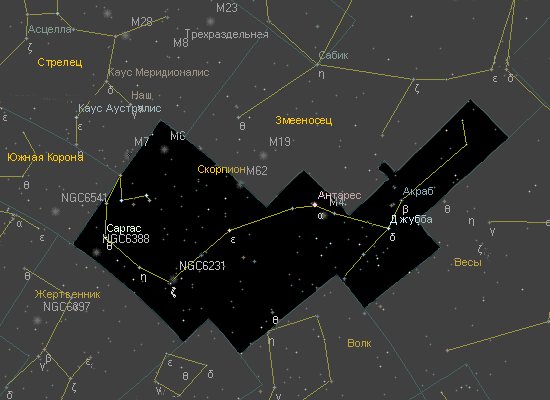 M23
Асцелла
M28
ζ
φ
Трехраздельная
M8
Стрелец
Сабик
Каус Меридионалис
η
δ
ζ
δ
Наш
γ
Каус Аустралис
ε
ε
θ
Змееносец
η
M7
M6
M19
Южная Корона
Скорпион
M62
θ
NGC6541
Антарес
Акраб
M4
α
β
α
Саргас
Джубба
θ
η
ε
NGC6388
ε
δ
γ
θ
NGC6231
Весы
θ
η
ζ
Жертвенник
NGC6397
θ
η
Волк
γ
β
ε
δ
ζ
δ
ε